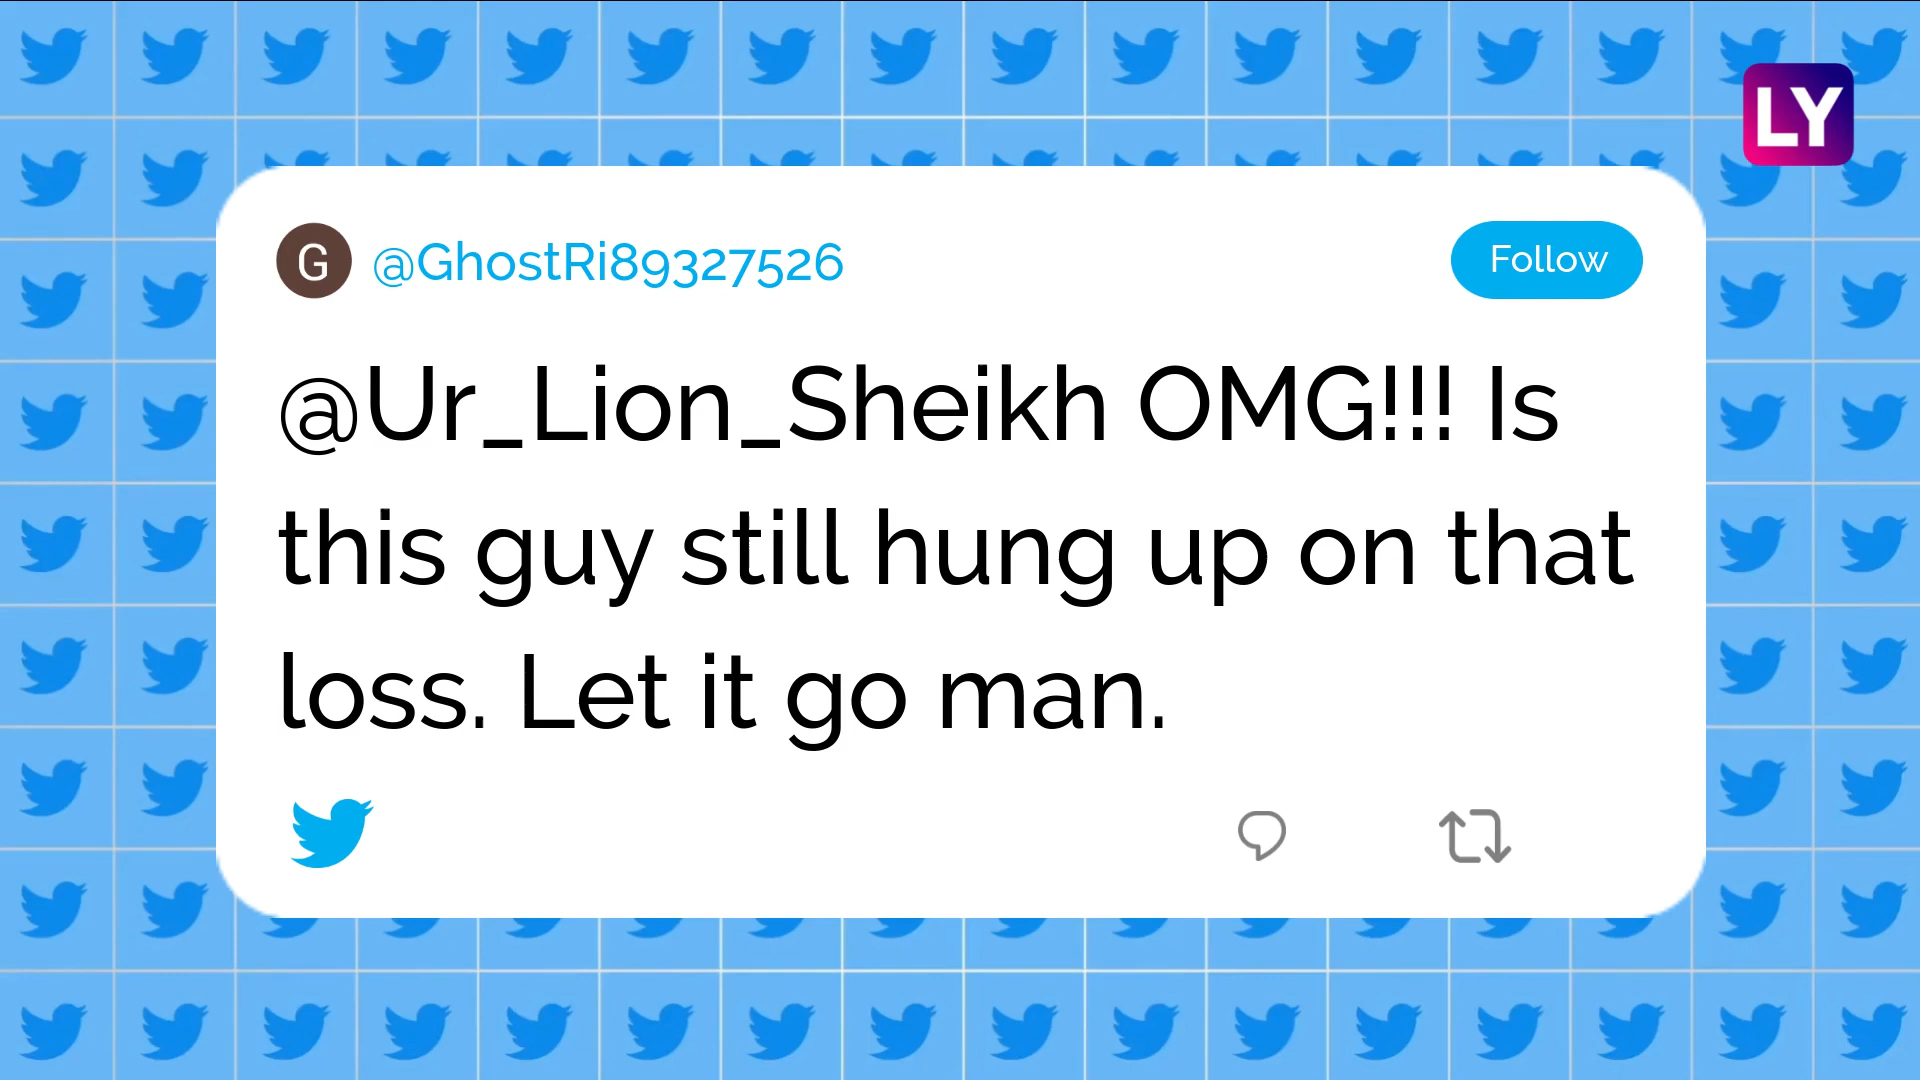 LY
G
@GhostRi89327526
Follow
@Ur_Lion_Sheikh OMG!!! Is
this guy still hung up on that
loss. Let it go man.